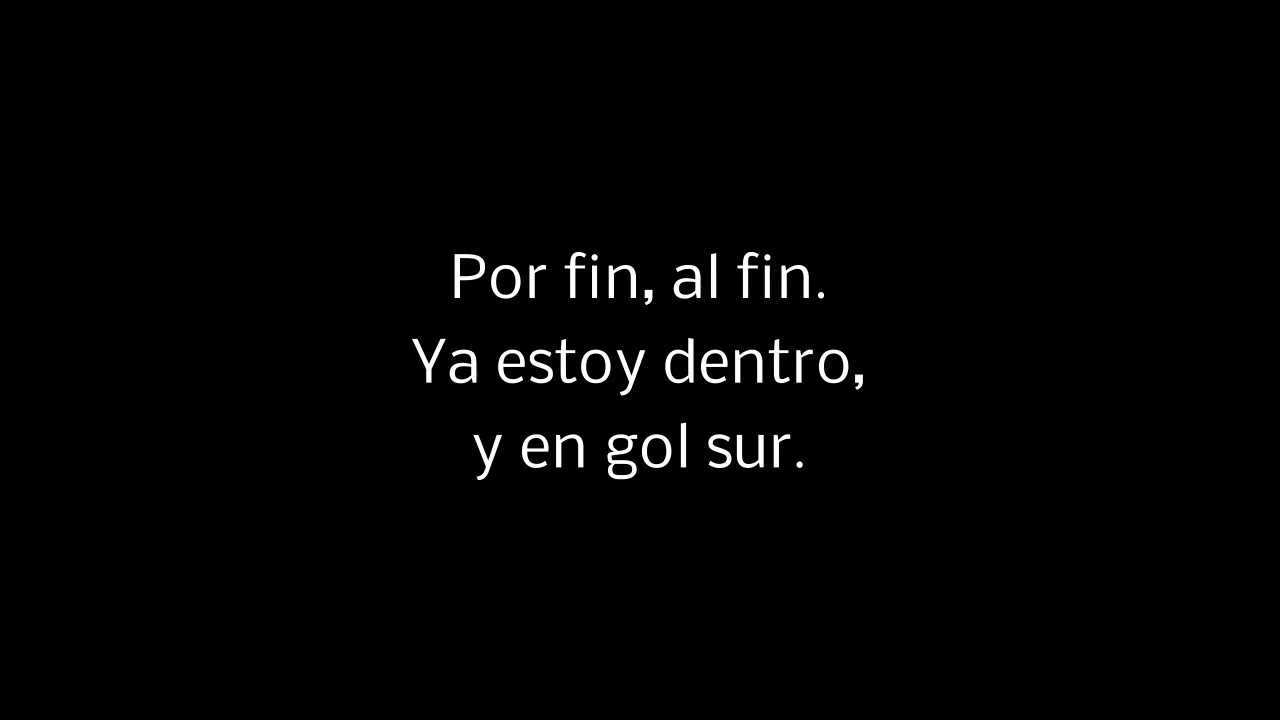 Por fin, al fin.
Ya estoy dentro,
y en gol sur.